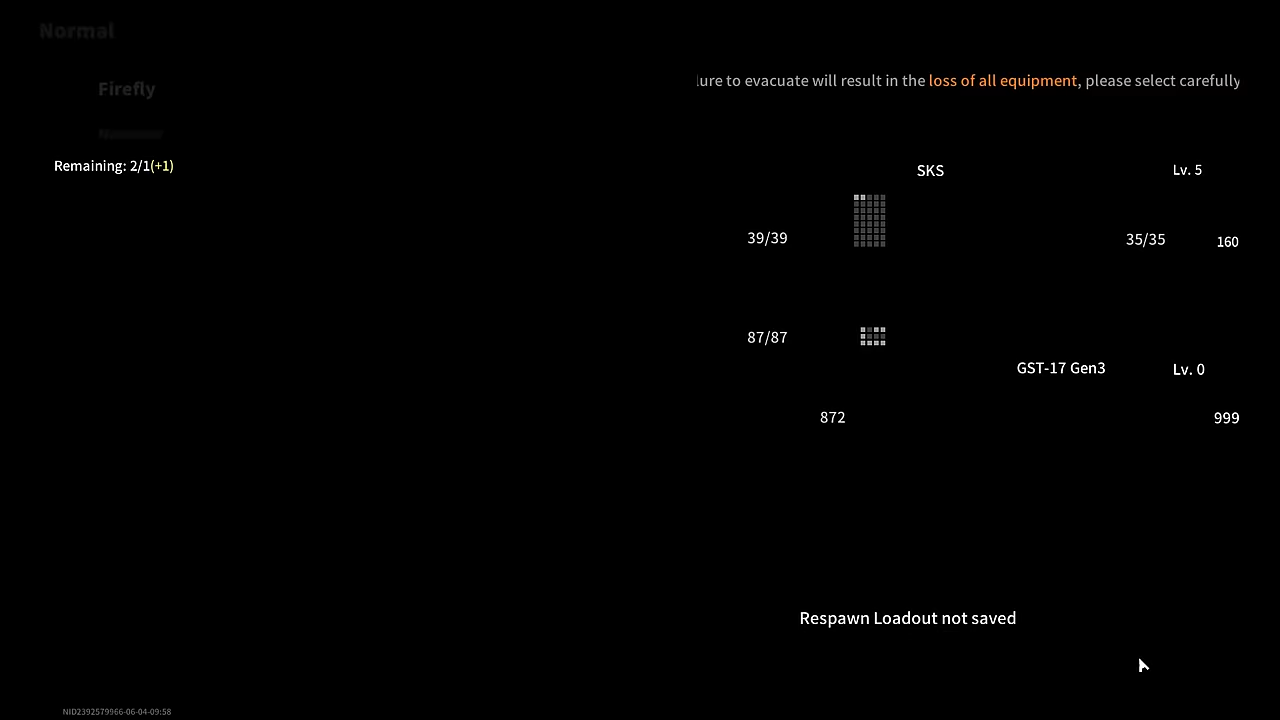 Normal
Firefly
lure to evacuate will result in the loss of all equipment, please select carefully
Remaining: 2/1(+1)
SKS
Lv. 5
39/39
35/35
160
87/87
GST-17 Gen3
Lv. 0
872
999
Respawn Loadout not saved
NID2392579966-06-04-09:58